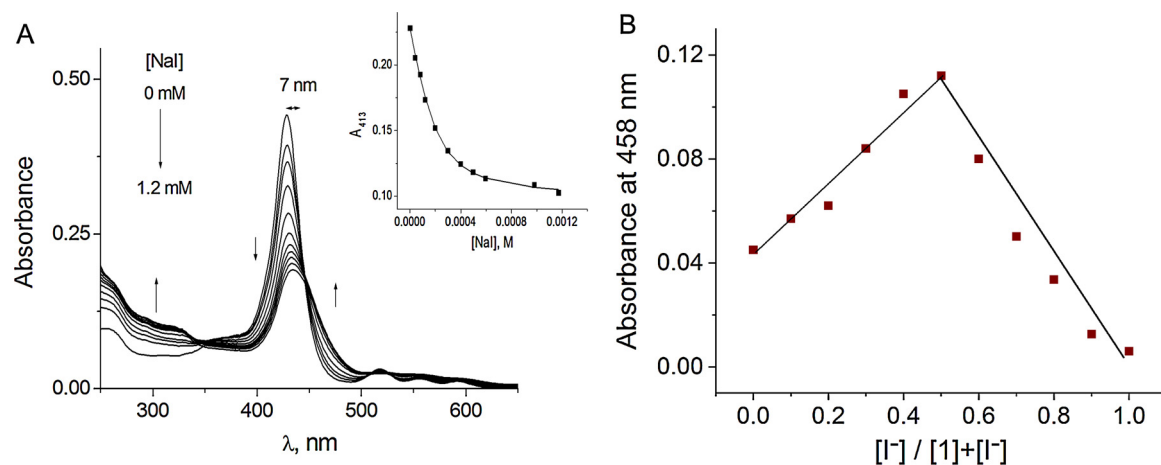 A
[NaI]
0 mM
1.2 mM
7 nm
Absorbance
0.50
0.25
0.00
300
400
500
600
λ, nm
A413
0.20
0.15
0.10
0.0000
0.0004
0.0008
0.0012
[NaI], M
B
Absorbance at 458 nm
0.12
0.08
0.04
0.00
0.0
0.2
0.4
0.6
0.8
1.0
[I⁻] / [1]+[I⁻]